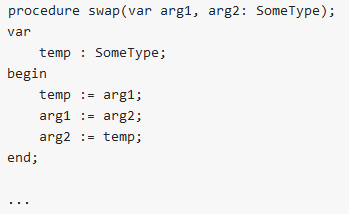 procedure swap(var arg1, arg2: SomeType);
var
    temp : SomeType;
begin
    temp := arg1;
    arg1 := arg2;
    arg2 := temp;
end;

...